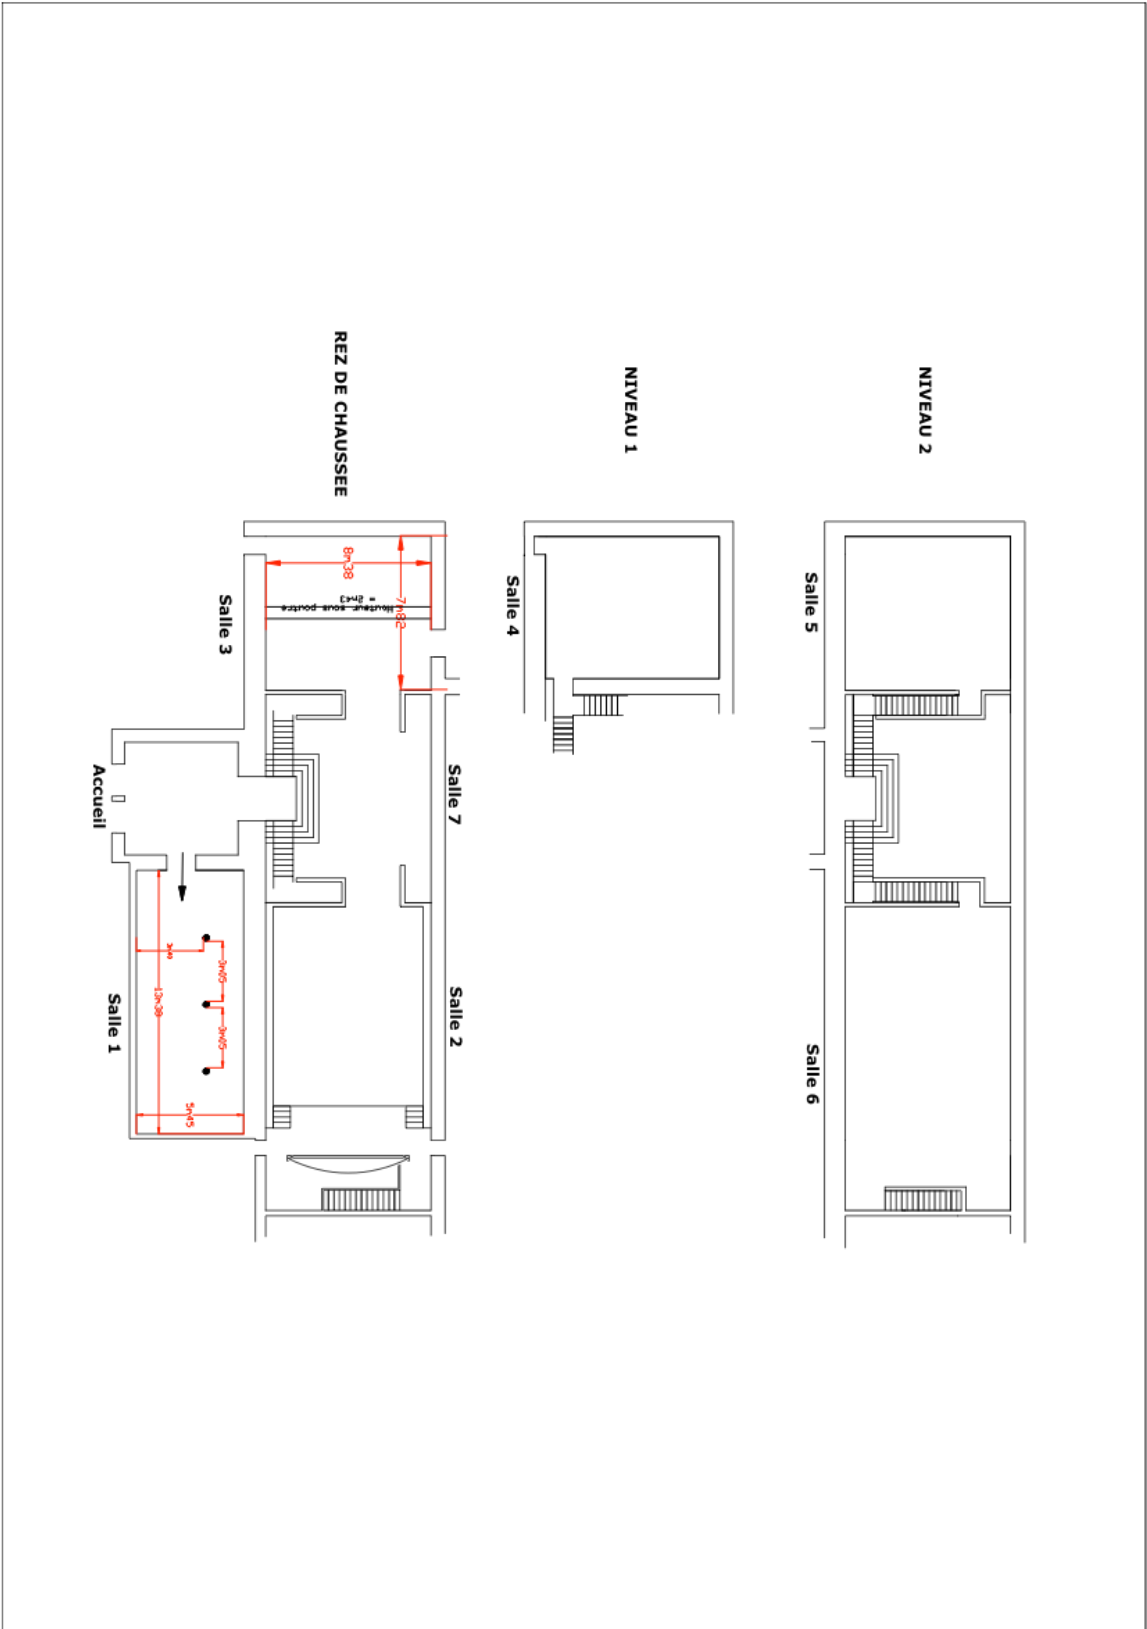 NIVEAU 2
Salle 5
Salle 6
NIVEAU 1
Salle 4
REZ DE CHAUSSEE
Salle 7
Salle 2
8m38
7m82
Hauteur sous poutre
= 2m43
Salle 3
Accueil
3m05
3m05
13m38
5m45
Salle 1